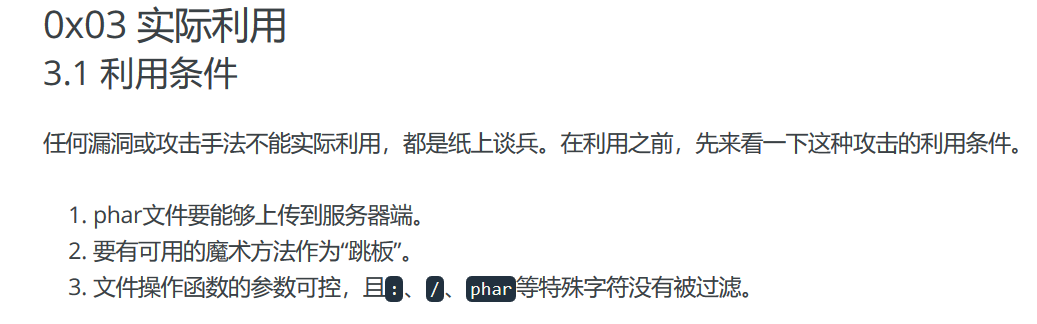 0x03 实际利用
3.1 利用条件
任何漏洞或攻击手法不能实际利用，都是纸上谈兵。在利用之前，先来看一下这种攻击的利用条件。
1. phar文件要能够上传到服务器端。
2. 要有可用的魔术方法作为“跳板”。
3. 文件操作函数的参数可控，且:、/、phar等特殊字符没有被过滤。